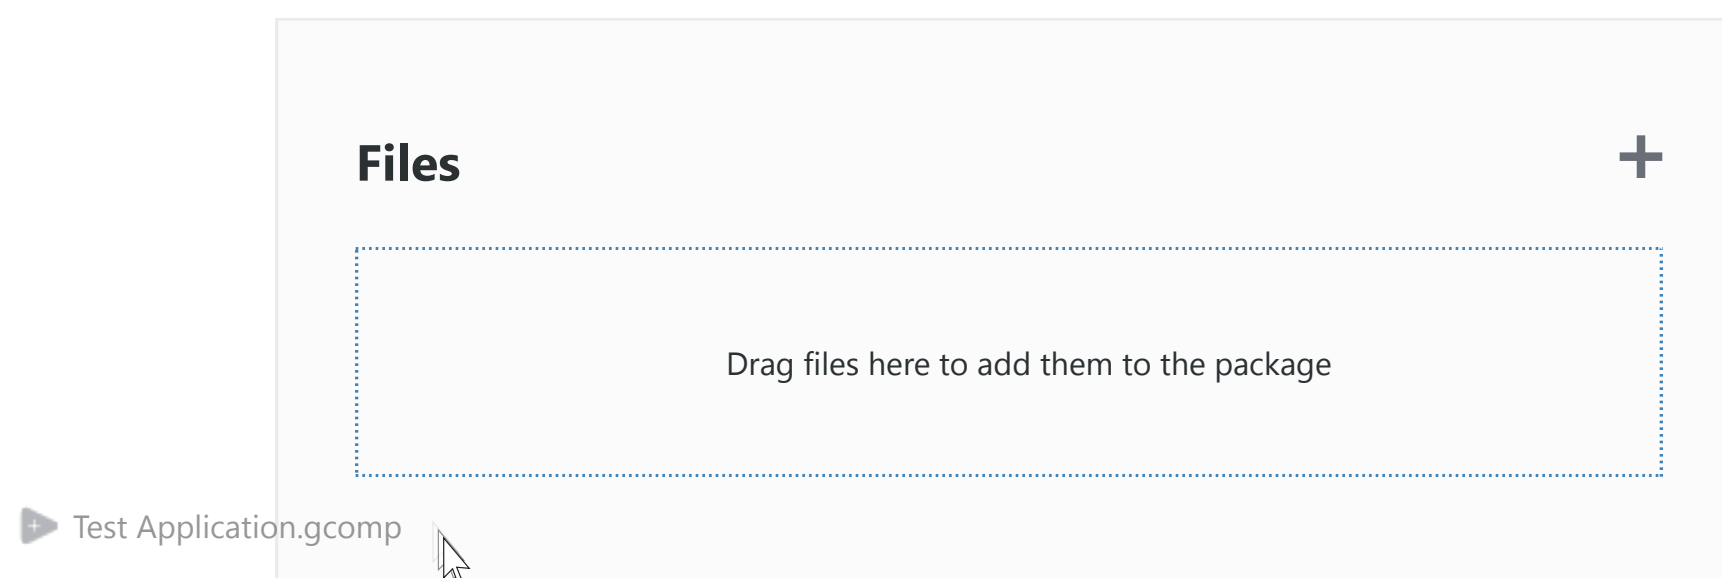 Files
Drag files here to add them to the package
Test Application.gcomp